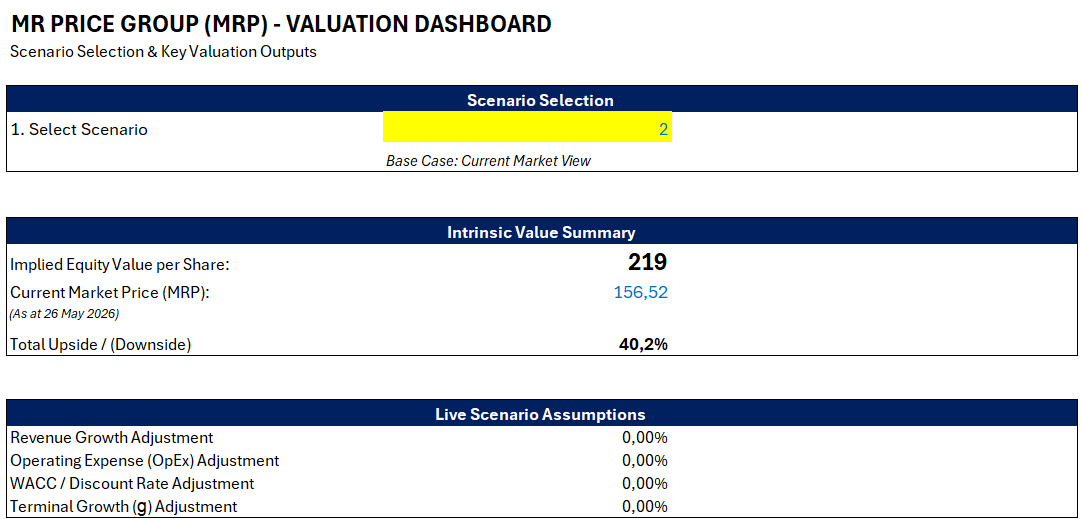 MR PRICE GROUP (MRP) - VALUATION DASHBOARD
Scenario Selection & Key Valuation Outputs
Scenario Selection
1. Select Scenario 2
Base Case: Current Market View
Intrinsic Value Summary
Implied Equity Value per Share: 219
Current Market Price (MRP): 156,52
(As at 26 May 2026)
Total Upside / (Downside) 40,2%
Live Scenario Assumptions
Revenue Growth Adjustment 0,00%
Operating Expense (OpEx) Adjustment 0,00%
WACC / Discount Rate Adjustment 0,00%
Terminal Growth (g) Adjustment 0,00%